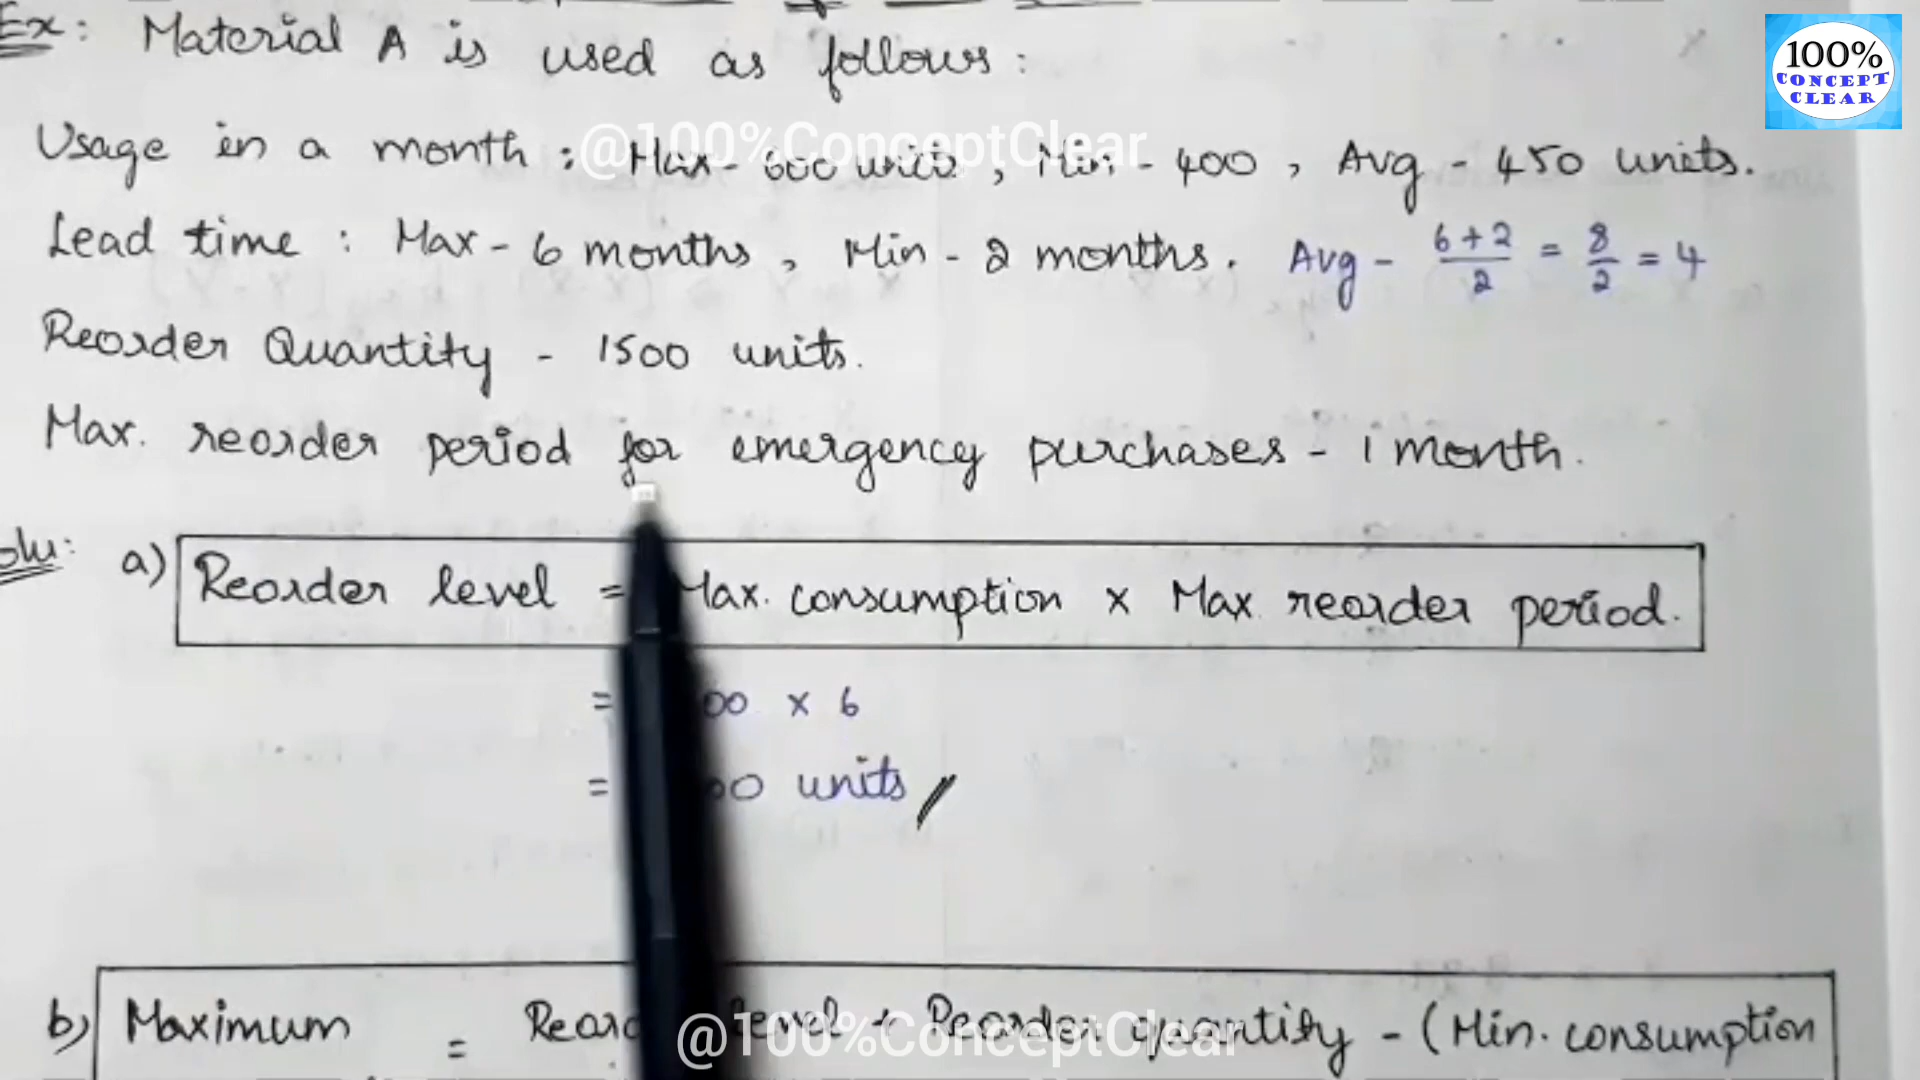 Ex: Material A is used as follows:
100%
CONCEPT
CLEAR
@100%ConceptClear
Usage in a month: Max- 600 units, Min - 400, Avg - 450 units.
Lead time: Max - 6 months, Min - 2 months. Avg - 6+2/2 = 8/2 = 4
Reorder Quantity - 1500 units.
Max. reorder period for emergency purchases - 1 month.
Solu: a) Reorder level = Max. consumption x Max reorder period.
= 00 x 6
= 00 units
b) Maximum = Reorder level + Reorder quantity - (Min. consumption
@100%ConceptClear